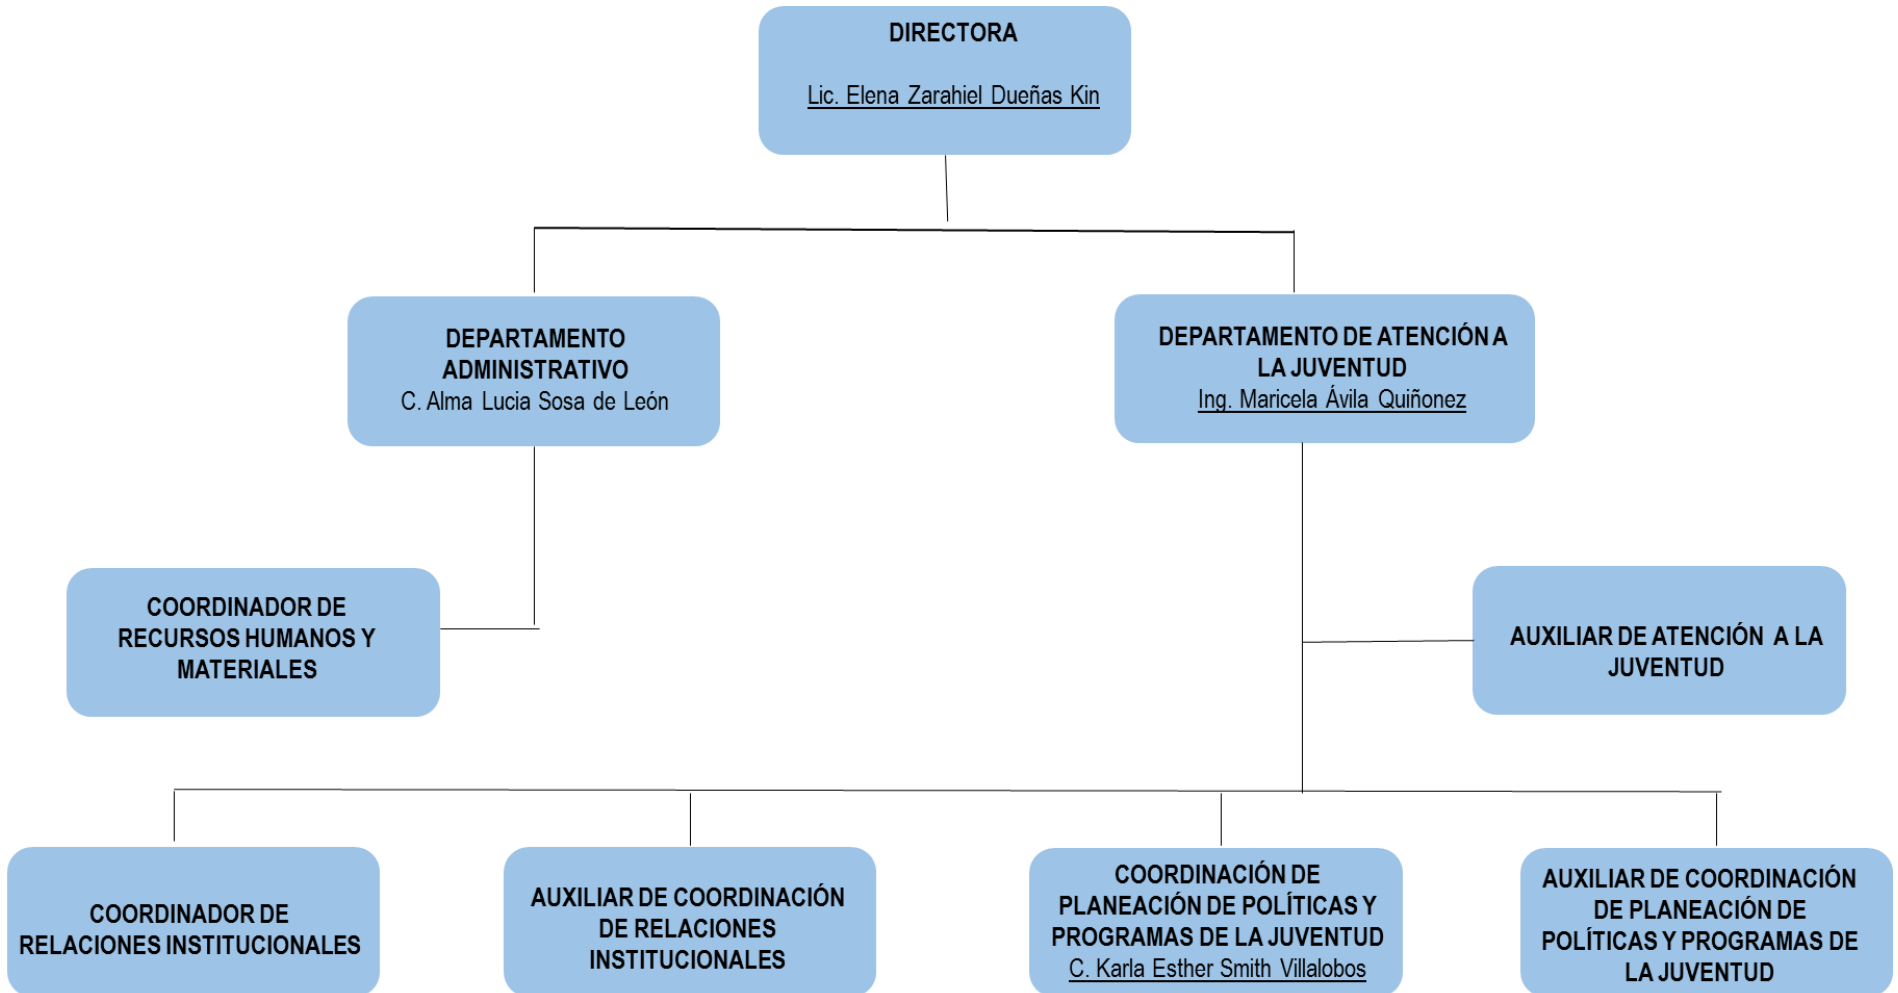 DIRECTORA
Lic. Elena Zarahiel Dueñas Kin
DEPARTAMENTO
ADMINISTRATIVO
C. Alma Lucia Sosa de León
DEPARTAMENTO DE ATENCIÓN A
LA JUVENTUD
Ing. Maricela Ávila Quiñonez
COORDINADOR DE
RECURSOS HUMANOS Y
MATERIALES
AUXILIAR DE ATENCIÓN A LA
JUVENTUD
COORDINADOR DE
RELACIONES INSTITUCIONALES
AUXILIAR DE COORDINACIÓN
DE RELACIONES
INSTITUCIONALES
COORDINACIÓN DE
PLANEACIÓN DE POLÍTICAS Y
PROGRAMAS DE LA JUVENTUD
C. Karla Esther Smith Villalobos
AUXILIAR DE COORDINACIÓN
DE PLANEACIÓN DE
POLÍTICAS Y PROGRAMAS DE
LA JUVENTUD